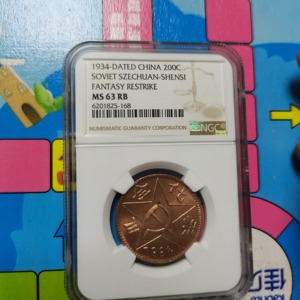 1934-DATED CHINA 200C
SOVIET SZECHUAN-SHENSI
FANTASY RESTRIKE
MS 63 RB
6201825-168
NUMISMATIC GUARANTY CORPORATION
NGC